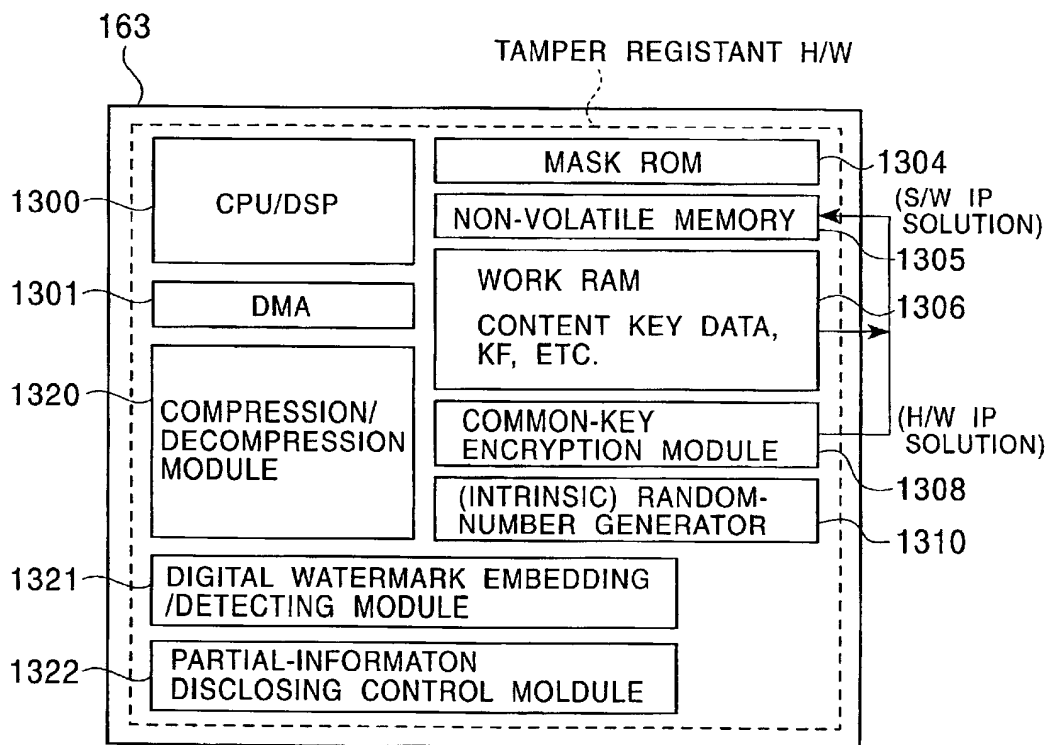 163
TAMPER REGISTANT H/W
1300
CPU/DSP
1301
DMA
1320
COMPRESSION/
DECOMPRESSION
MODULE
MASK ROM
1304
NON-VOLATILE MEMORY
(S/W IP
SOLUTION)
1305
WORK RAM
CONTENT KEY DATA,
KF, ETC.
1306
COMMON-KEY
ENCRYPTION MODULE
(H/W IP
SOLUTION)
1308
(INTRINSIC) RANDOM-
NUMBER GENERATOR
1310
1321
DIGITAL WATERMARK EMBEDDING
/DETECTING MODULE
1322
PARTIAL-INFORMATON
DISCLOSING CONTROL MOLDULE